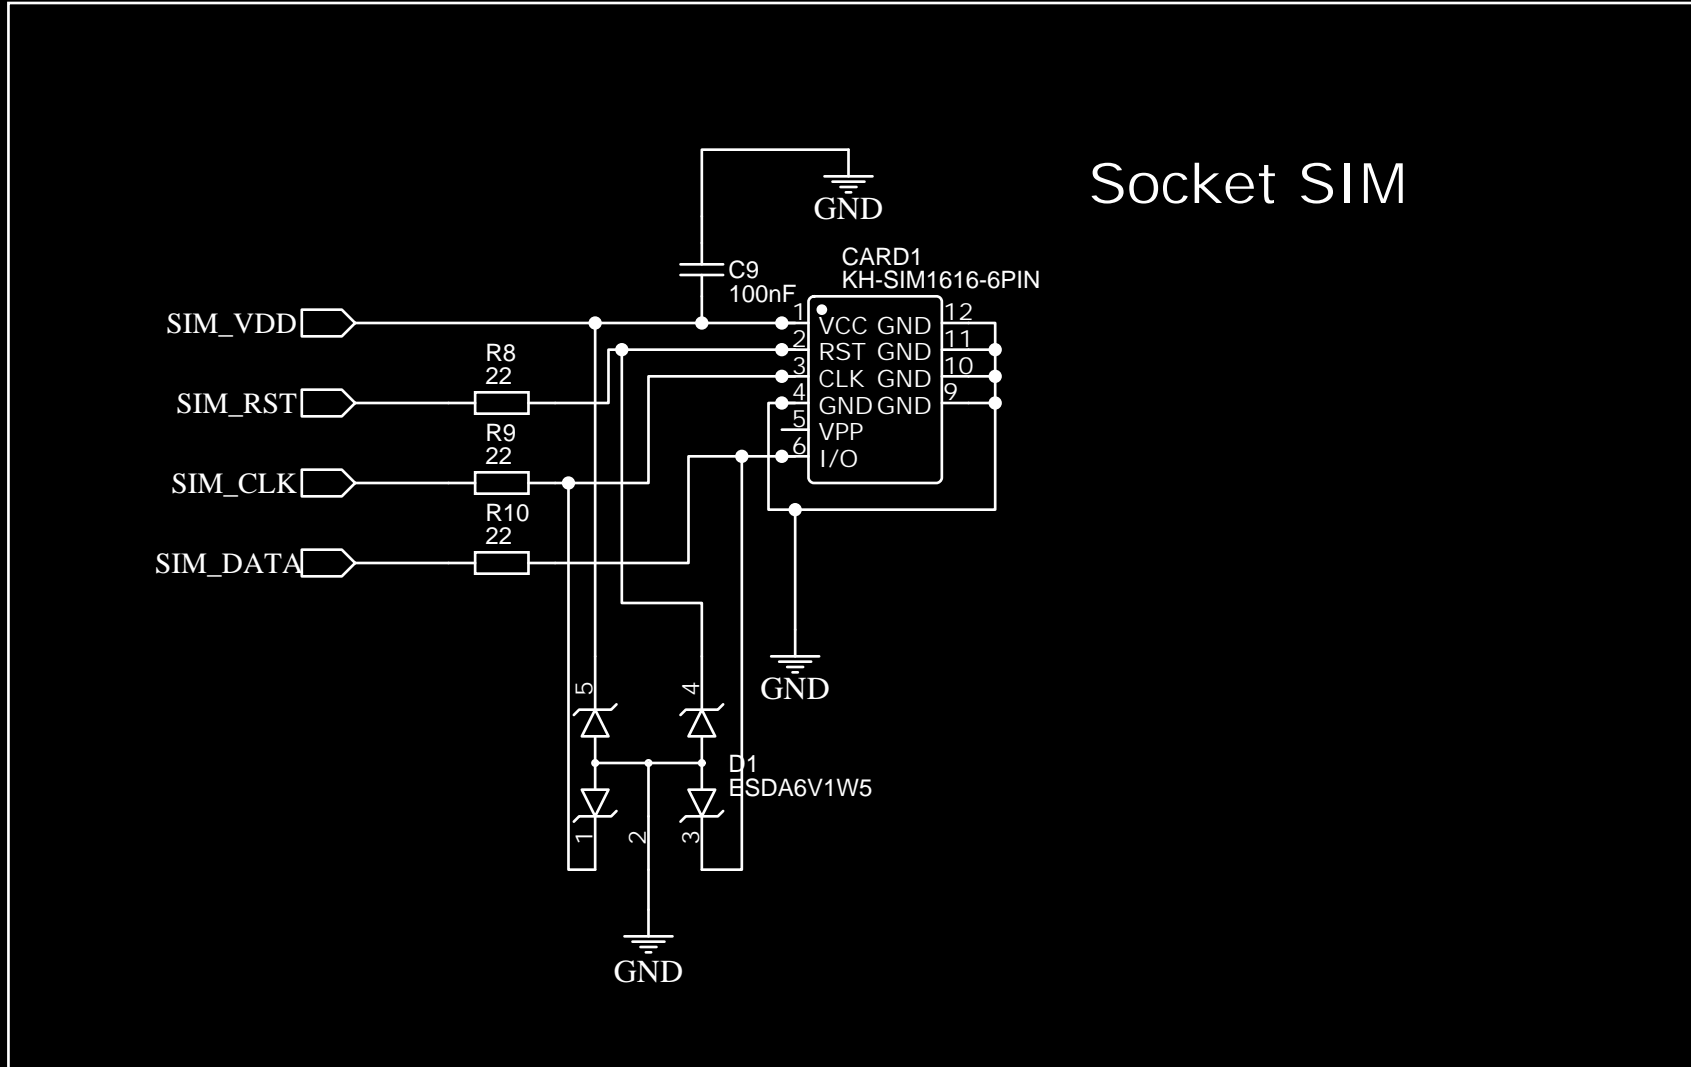 Socket SIM
GND
CARD1
KH-SIM1616-6PIN
C9
100nF
SIM_VDD
1
VCC GND
12
R8
22
2
RST GND
11
3
CLK GND
10
SIM_RST
4
GND GND
9
5
VPP
R9
22
6
I/O
SIM_CLK
R10
22
SIM_DATA
GND
5
4
D1
ESDA6V1W5
1
2
3
GND